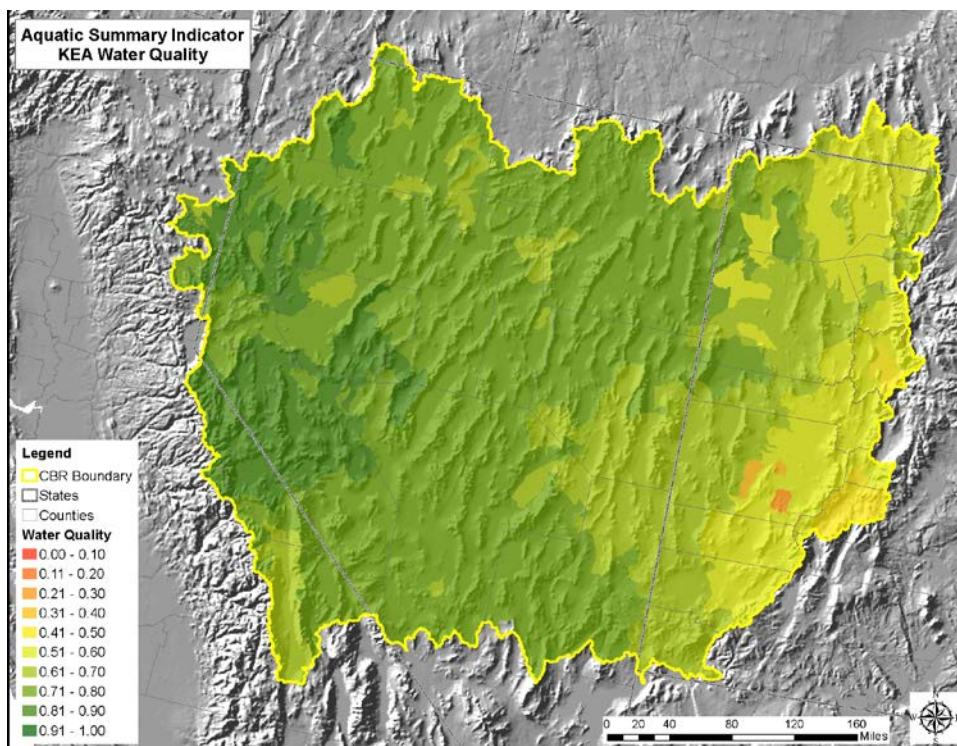 Aquatic Summary Indicator
KEA Water Quality
Legend
CBR Boundary
States
Counties
Water Quality
0.00 - 0.10
0.11 - 0.20
0.21 - 0.30
0.31 - 0.40
0.41 - 0.50
0.51 - 0.60
0.61 - 0.70
0.71 - 0.80
0.81 - 0.90
0.91 - 1.00
0 10 20 40 80 120 160
Miles
N